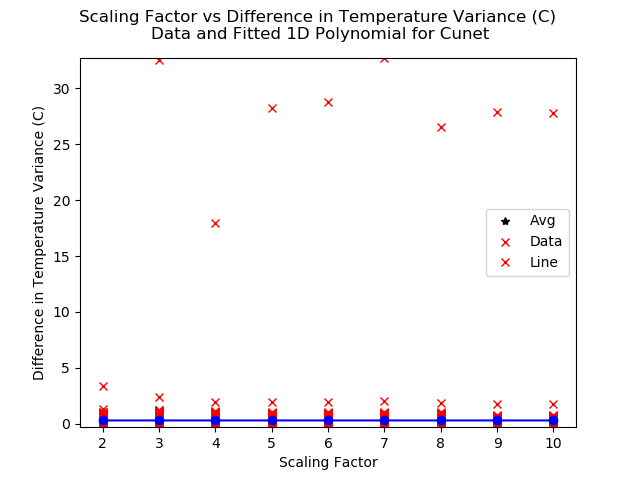 Scaling Factor vs Difference in Temperature Variance (C)
Data and Fitted 1D Polynomial for Cunet
Difference in Temperature Variance (C)
30
25
20
15
10
5
0
Avg
Data
Line
2 3 4 5 6 7 8 9 10
Scaling Factor